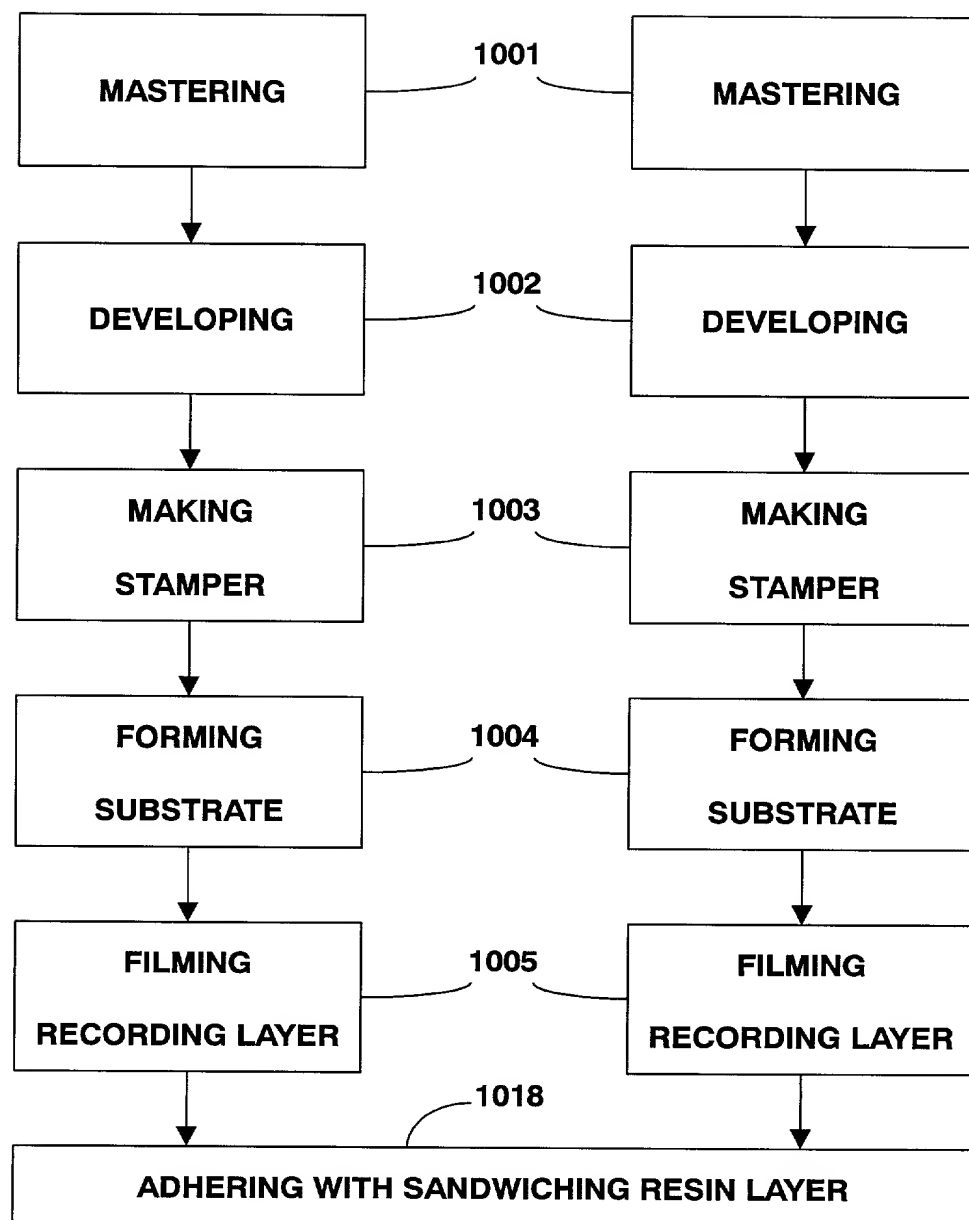 MASTERING
1001
MASTERING
DEVELOPING
1002
DEVELOPING
MAKING
STAMPER
1003
MAKING
STAMPER
FORMING
SUBSTRATE
1004
FORMING
SUBSTRATE
FILMING
RECORDING LAYER
1005
FILMING
RECORDING LAYER
1018
ADHERING WITH SANDWICHING RESIN LAYER